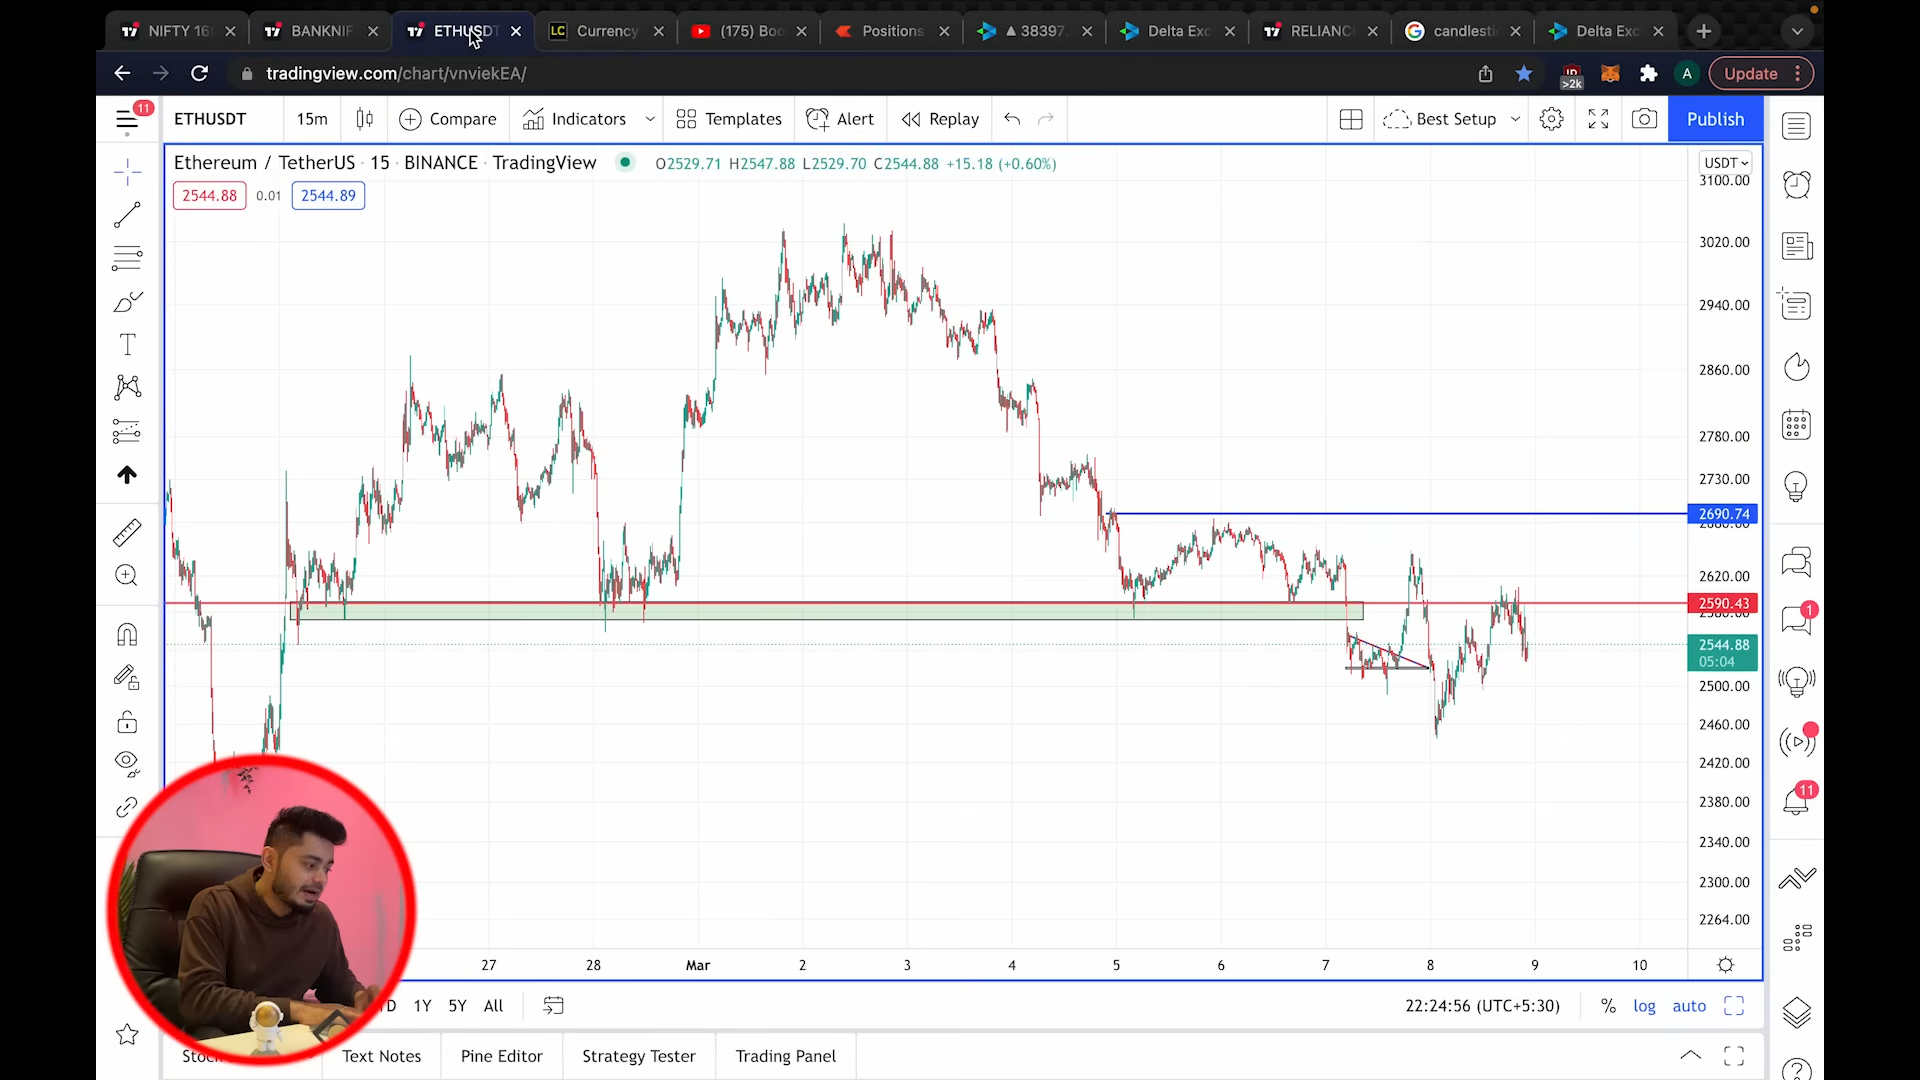 NIFTY 16
BANKNIF
ETHUSDT
LC
Currency
(175) Boo
Positions
▲ 38397.
Delta Exc
RELIANC
candlesti
Delta Exc
tradingview.com/chart/vnviekEA/
>2k
A
Update
11
ETHUSDT
15m
Compare
Indicators
Templates
Alert
Replay
Best Setup
Publish
Ethereum / TetherUS · 15 · BINANCE · TradingView
O2529.71 H2547.88 L2529.70 C2544.88 +15.18 (+0.60%)
USDT
2544.88
0.01
2544.89
3100.00
3020.00
2940.00
2860.00
2780.00
2730.00
2690.74
2620.00
2590.43
2544.88
05:04
2500.00
2460.00
2420.00
2380.00
2340.00
2300.00
2264.00
1
11
27
28
Mar
2
3
4
5
6
7
8
9
10
1Y
5Y
All
22:24:56 (UTC+5:30)
%
log
auto
Text Notes
Pine Editor
Strategy Tester
Trading Panel